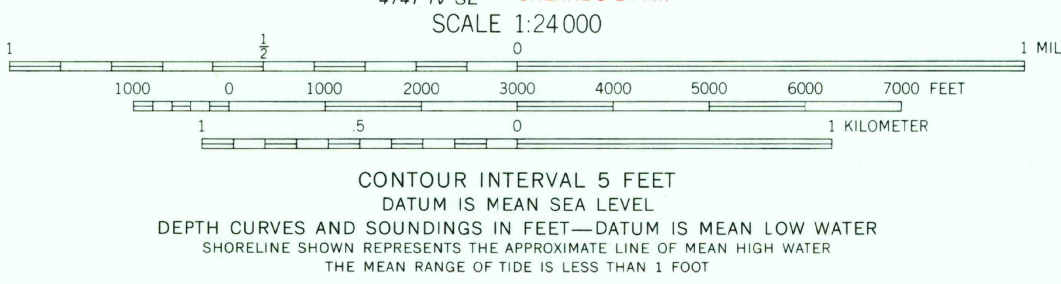 SCALE 1:24 000
1 ½ 0 1 MIL
1000 0 1000 2000 3000 4000 5000 6000 7000 FEET
1 .5 0 1 KILOMETER
CONTOUR INTERVAL 5 FEET
DATUM IS MEAN SEA LEVEL
DEPTH CURVES AND SOUNDINGS IN FEET—DATUM IS MEAN LOW WATER
SHORELINE SHOWN REPRESENTS THE APPROXIMATE LINE OF MEAN HIGH WATER
THE MEAN RANGE OF TIDE IS LESS THAN 1 FOOT